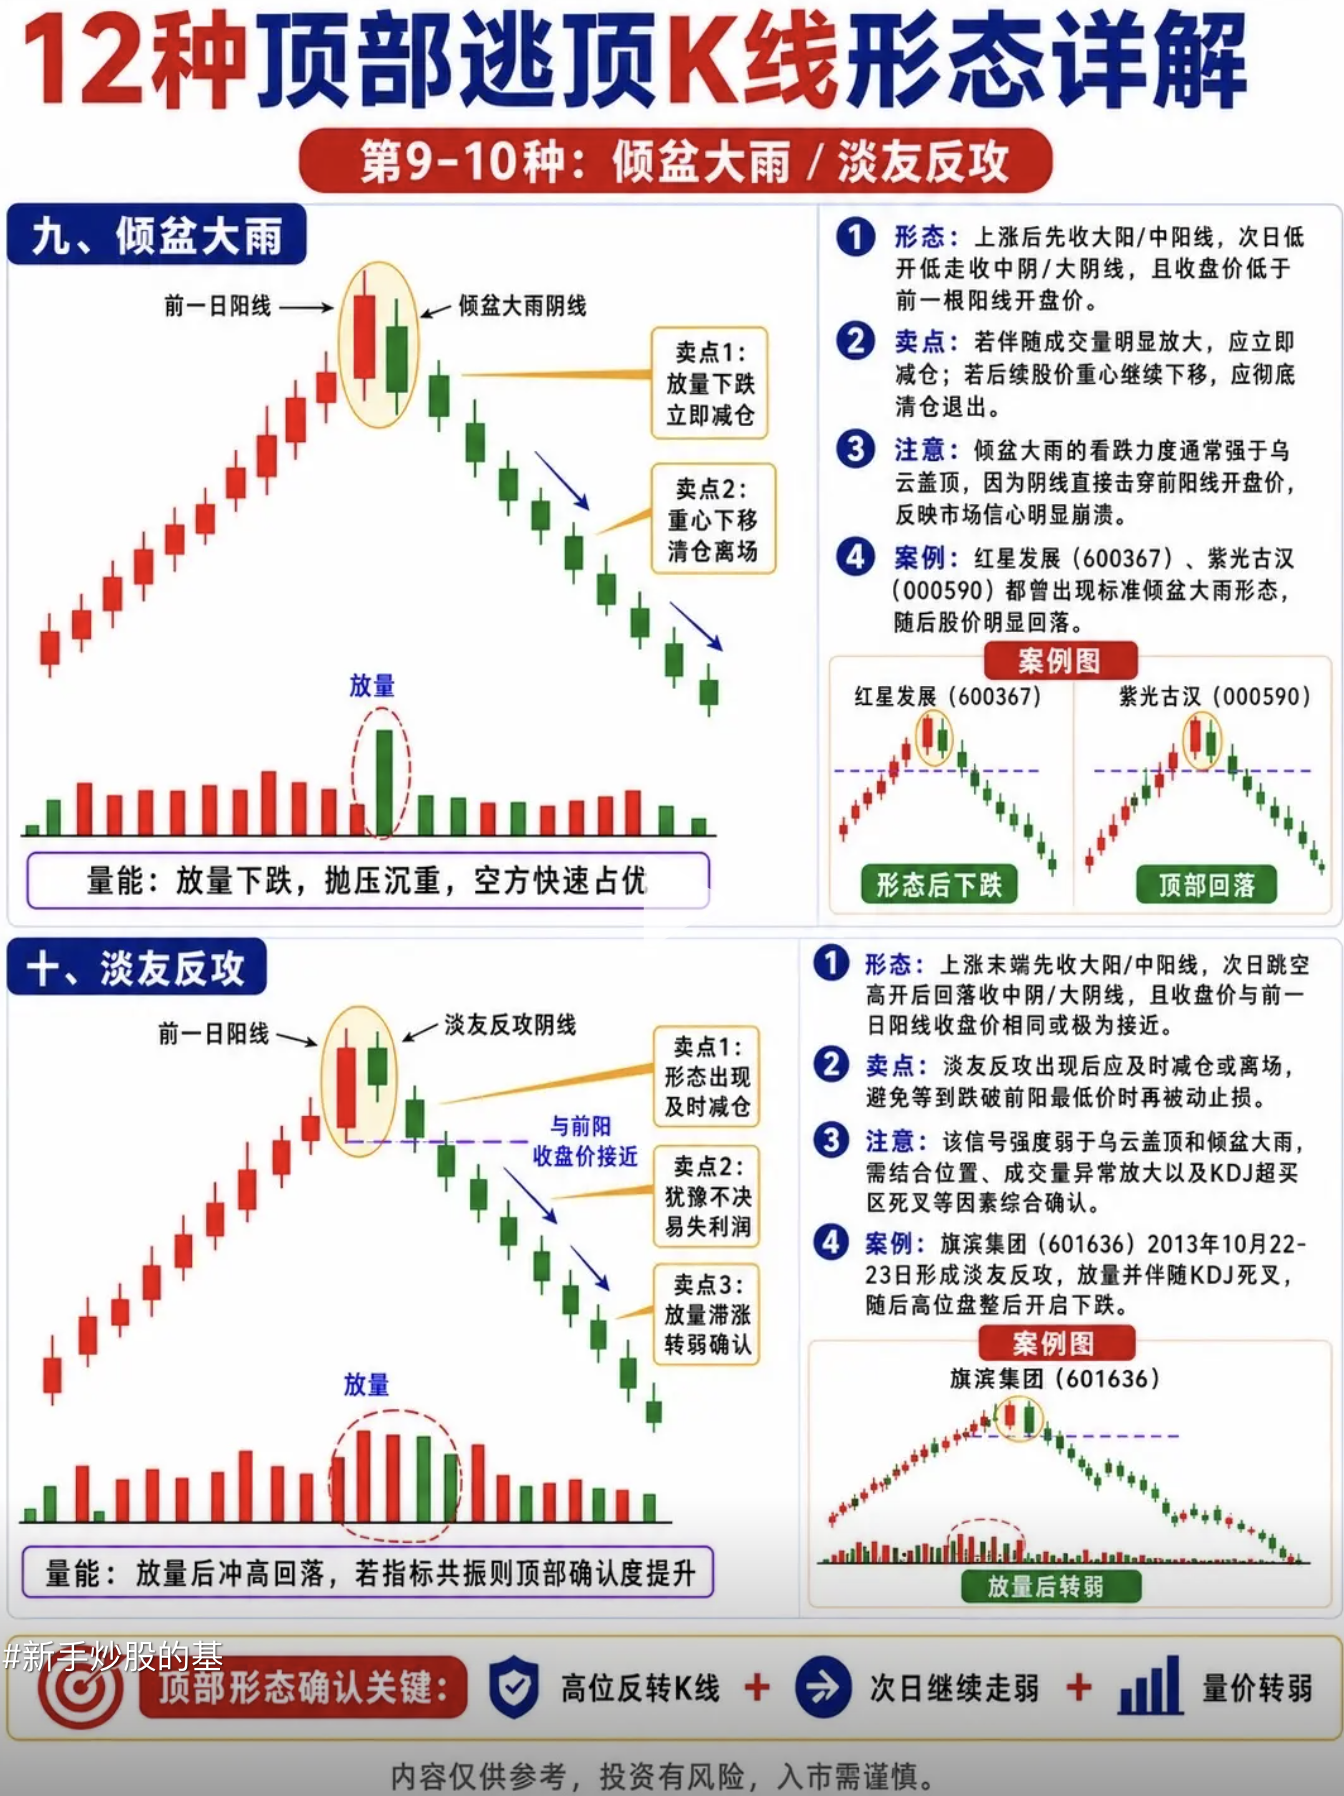 12种顶部逃顶K线形态详解
第9-10种：倾盆大雨 / 淡友反攻
九、倾盆大雨
前一日阳线
倾盆大雨阴线
卖点1：
放量下跌
立即减仓
卖点2：
重心下移
清仓离场
放量
量能：放量下跌，抛压沉重，空方快速占优
1 形态：上涨后先收大阳/中阳线，次日低
开低走收中阴/大阴线，且收盘价低于
前一根阳线开盘价。
2 卖点：若伴随成交量明显放大，应立即
减仓；若后续股价重心继续下移，应彻底
清仓退出。
3 注意：倾盆大雨的看跌力度通常强于乌
云盖顶，因为阴线直接击穿前阳线开盘价，
反映市场信心明显崩溃。
4 案例：红星发展（600367）、紫光古汉
（000590）都曾出现标准倾盆大雨形态，
随后股价明显回落。
案例图
红星发展（600367）
紫光古汉（000590）
形态后下跌
顶部回落
十、淡友反攻
前一日阳线
淡友反攻阴线
卖点1：
形态出现
及时减仓
与前阳
收盘价接近
卖点2：
犹豫不决
易失利润
卖点3：
放量滞涨
转弱确认
放量
量能：放量后冲高回落，若指标共振则顶部确认度提升
1 形态：上涨末端先收大阳/中阳线，次日跳空
高开后回落收中阴/大阴线，且收盘价与前一
日阳线收盘价相同或极为接近。
2 卖点：淡友反攻出现后应及时减仓或离场，
避免等到跌破前阳最低价时再被动止损。
3 注意：该信号强度弱于乌云盖顶和倾盆大雨，
需结合位置、成交量异常放大以及KDJ超买
区死叉等因素综合确认。
4 案例：旗滨集团（601636）2013年10月22-
23日形成淡友反攻，放量并伴随KDJ死叉，
随后高位盘整后开启下跌。
案例图
旗滨集团（601636）
放量后转弱
#新手炒股的基
顶部形态确认关键：
高位反转K线 + 次日继续走弱 + 量价转弱
内容仅供参考，投资有风险，入市需谨慎。